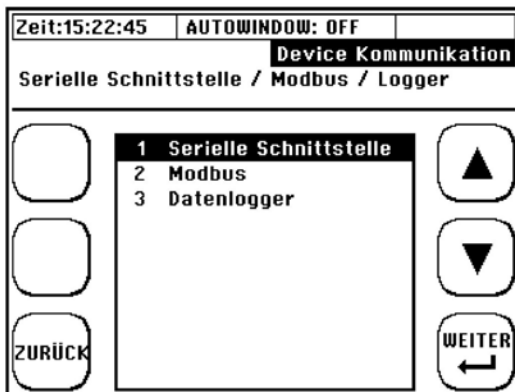 Zeit:15:22:45 AUTOWINDOW: OFF
Device Kommunikation
Serielle Schnittstelle / Modbus / Logger
1 Serielle Schnittstelle
2 Modbus
3 Datenlogger
ZURÜCK
WEITER